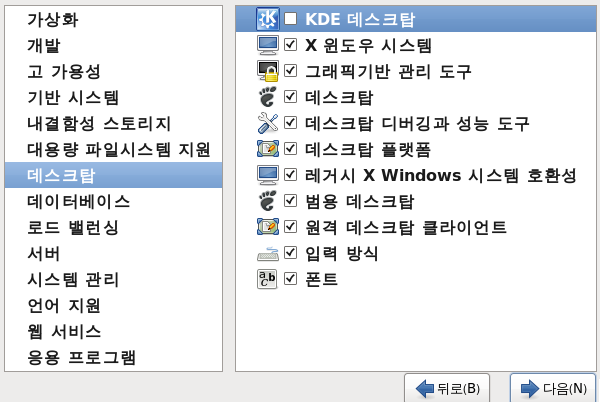 가상화
개발
고 가용성
기반 시스템
내결함성 스토리지
대용량 파일시스템 지원
데스크탑
데이터베이스
로드 밸런싱
서버
시스템 관리
언어 지원
웹 서비스
응용 프로그램
KDE 데스크탑
X 윈도우 시스템
그래픽기반 관리 도구
데스크탑
데스크탑 디버깅과 성능 도구
데스크탑 플랫폼
레거시 X Windows 시스템 호환성
범용 데스크탑
원격 데스크탑 클라이언트
입력 방식
폰트
뒤로(B)
다음(N)